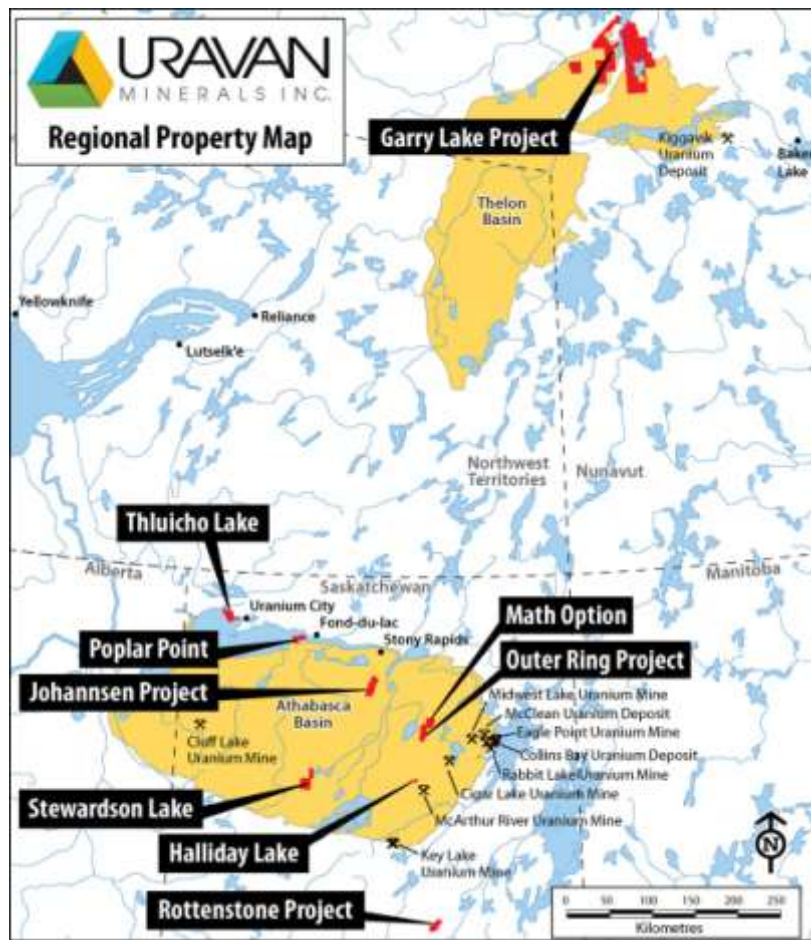 URAVAN
MINERALS INC.
Regional Property Map
Garry Lake Project
Kiggavik
Uranium
Deposit
Baker
Lake
Thelon
Basin
Yellowknife
Reliance
Lutselk'e
Northwest
Territories
Nunavut
Thluicho Lake
Alberta
Saskatchewan
Manitoba
Uranium City
Fond-du-lac
Stony Rapids
Math Option
Poplar Point
Outer Ring Project
Johannsen Project
Midwest Lake Uranium Mine
McClean Uranium Deposit
Athabasca
Basin
Eagle Point Uranium Mine
Cluff Lake
Uranium Mine
Collins Bay Uranium Deposit
Rabbit Lake Uranium Mine
Cigar Lake Uranium Mine
Stewardson Lake
McArthur River Uranium Mine
Halliday Lake
Key Lake
Uranium Mine
N
Rottenstone Project
0 50 100 150 200 250
Kilometres